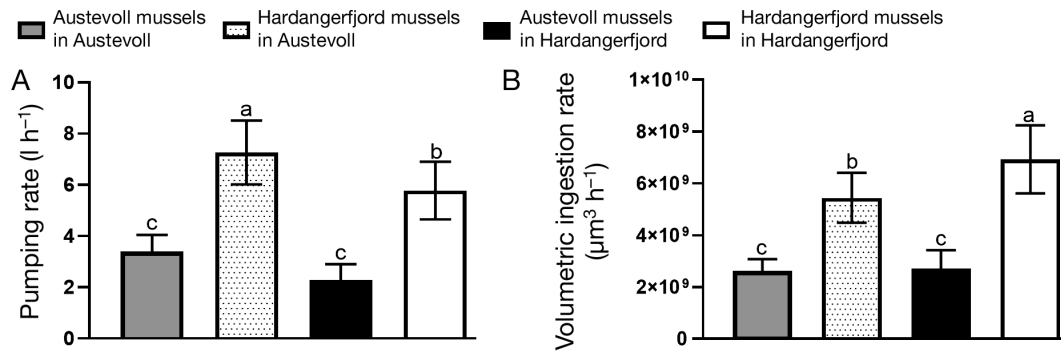 Austevoll mussels
in Austevoll
Hardangerfjord mussels
in Austevoll
Austevoll mussels
in Hardangerfjord
Hardangerfjord mussels
in Hardangerfjord
A
Pumping rate (l h⁻¹)
10
8
6
4
2
0
c
a
c
b
B
Volumetric ingestion rate
(µm³ h⁻¹)
1×10¹⁰
8×10⁹
6×10⁹
4×10⁹
2×10⁹
0
c
b
c
a